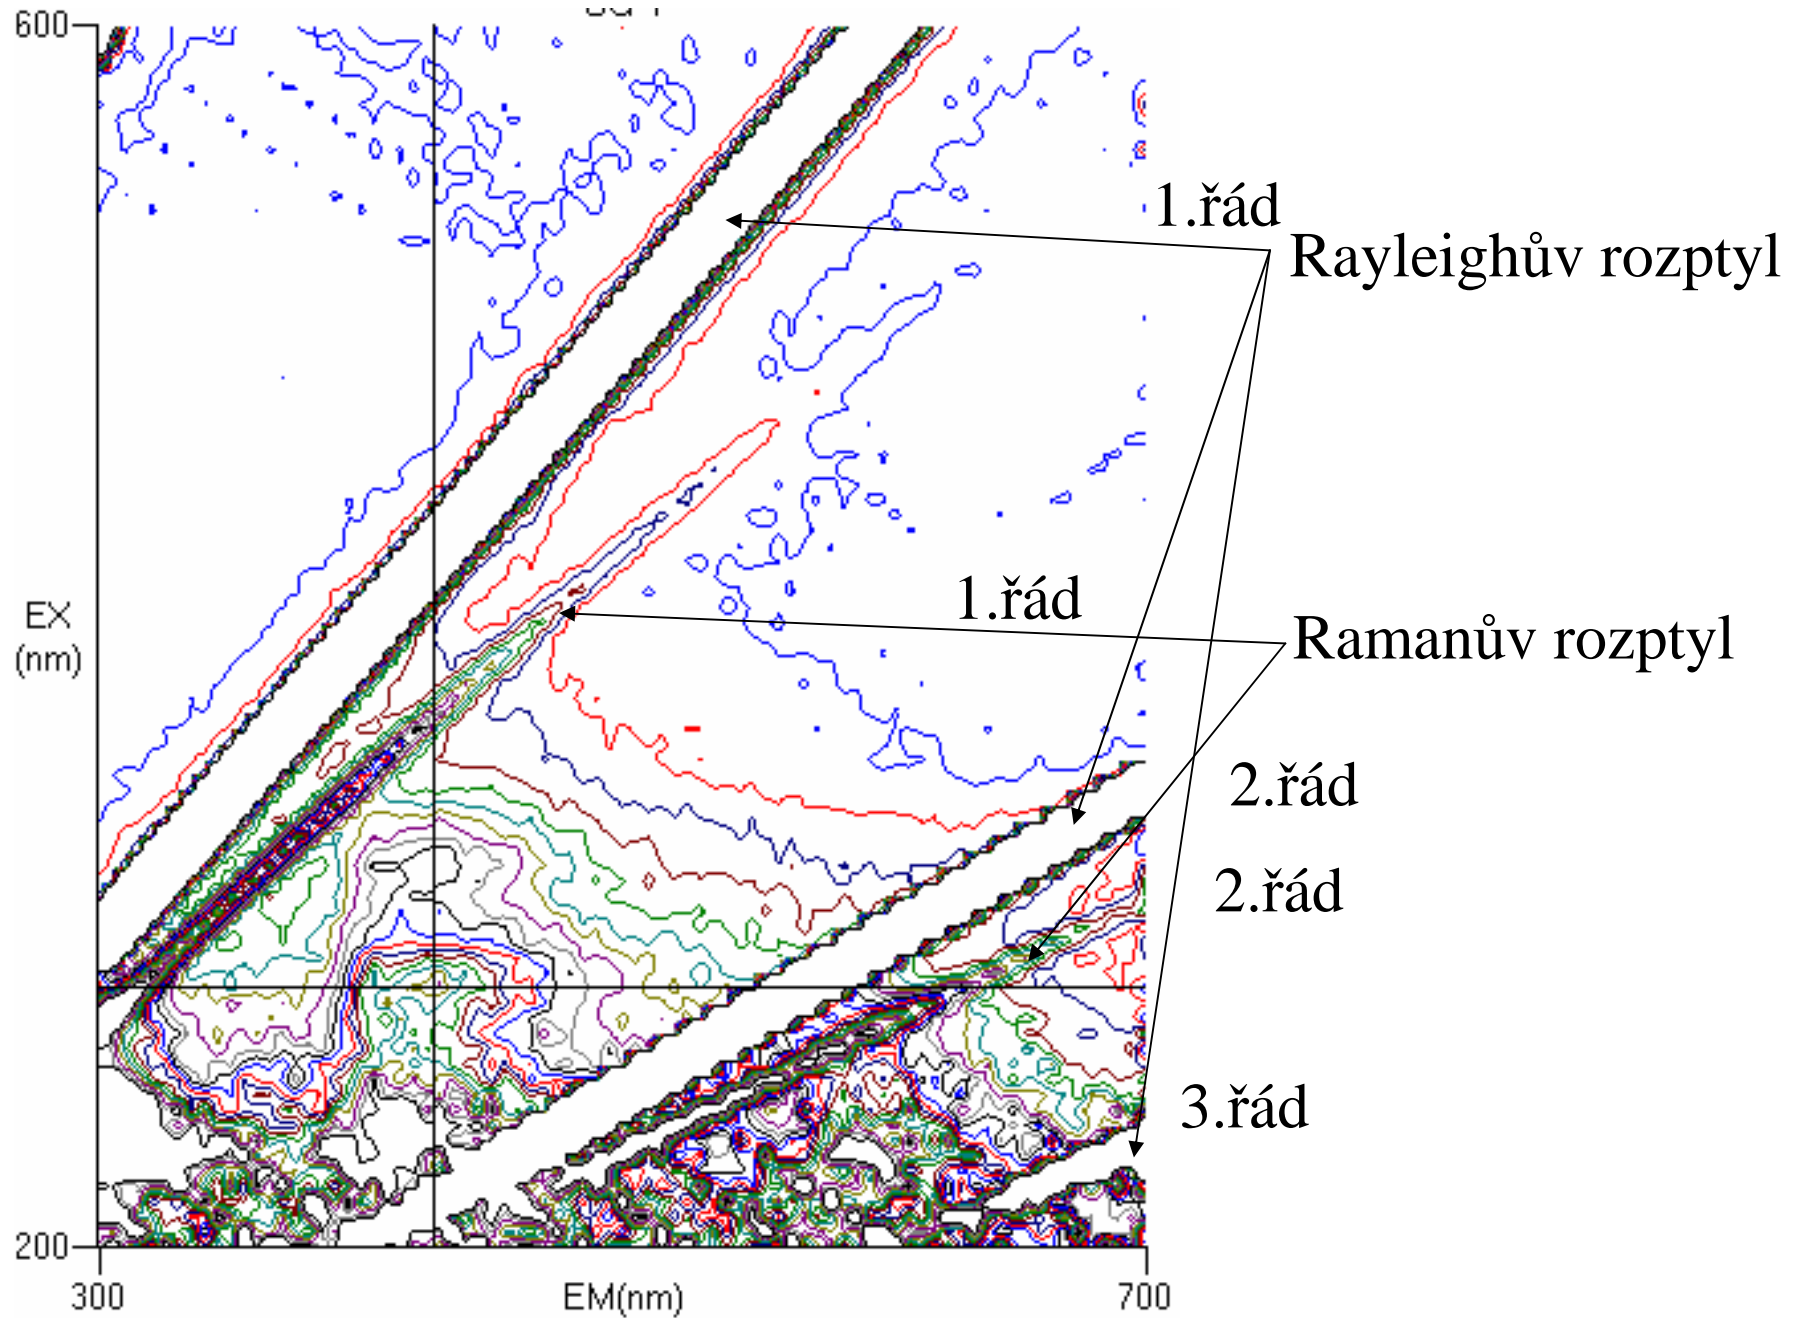 600
1.řád
Rayleighův rozptyl
1.řád
EX
(nm)
Ramanův rozptyl
2.řád
2.řád
3.řád
200
300
EM(nm)
700